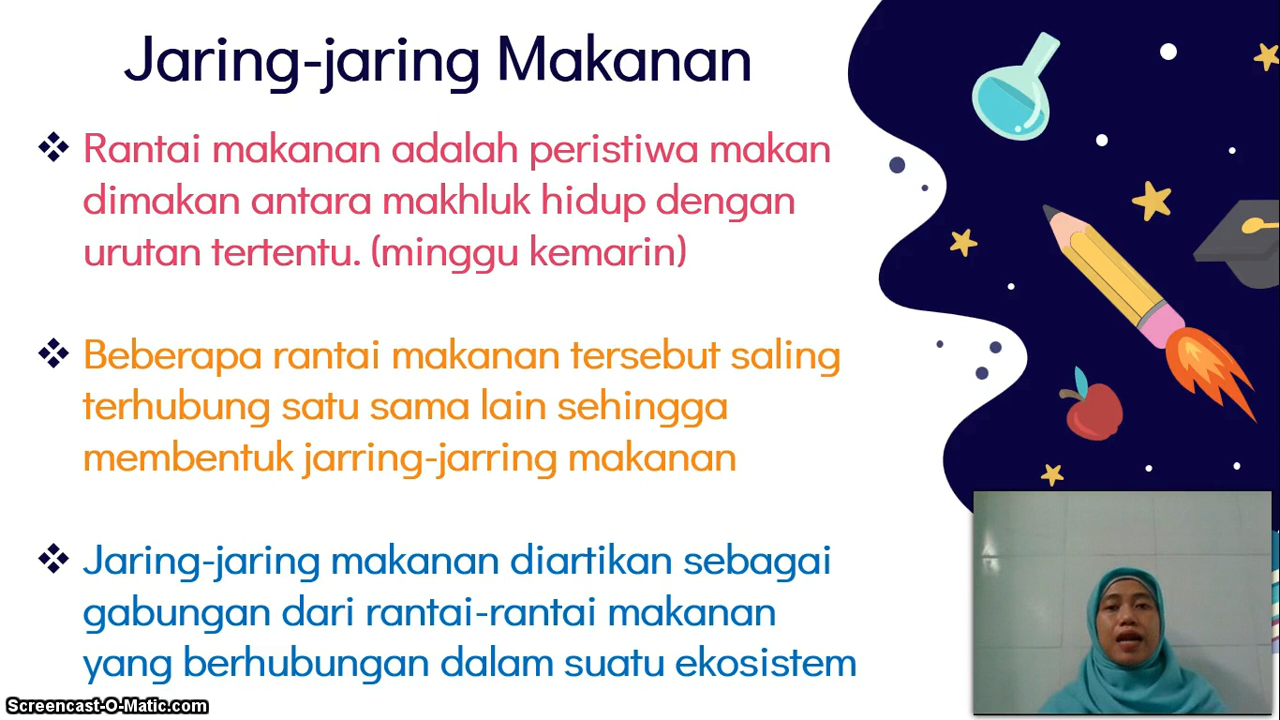 Jaring-jaring Makanan
❖ Rantai makanan adalah peristiwa makan
dimakan antara makhluk hidup dengan
urutan tertentu. (minggu kemarin)
❖ Beberapa rantai makanan tersebut saling
terhubung satu sama lain sehingga
membentuk jarring-jarring makanan
❖ Jaring-jaring makanan diartikan sebagai
gabungan dari rantai-rantai makanan
yang berhubungan dalam suatu ekosistem
Screencast-O-Matic.com